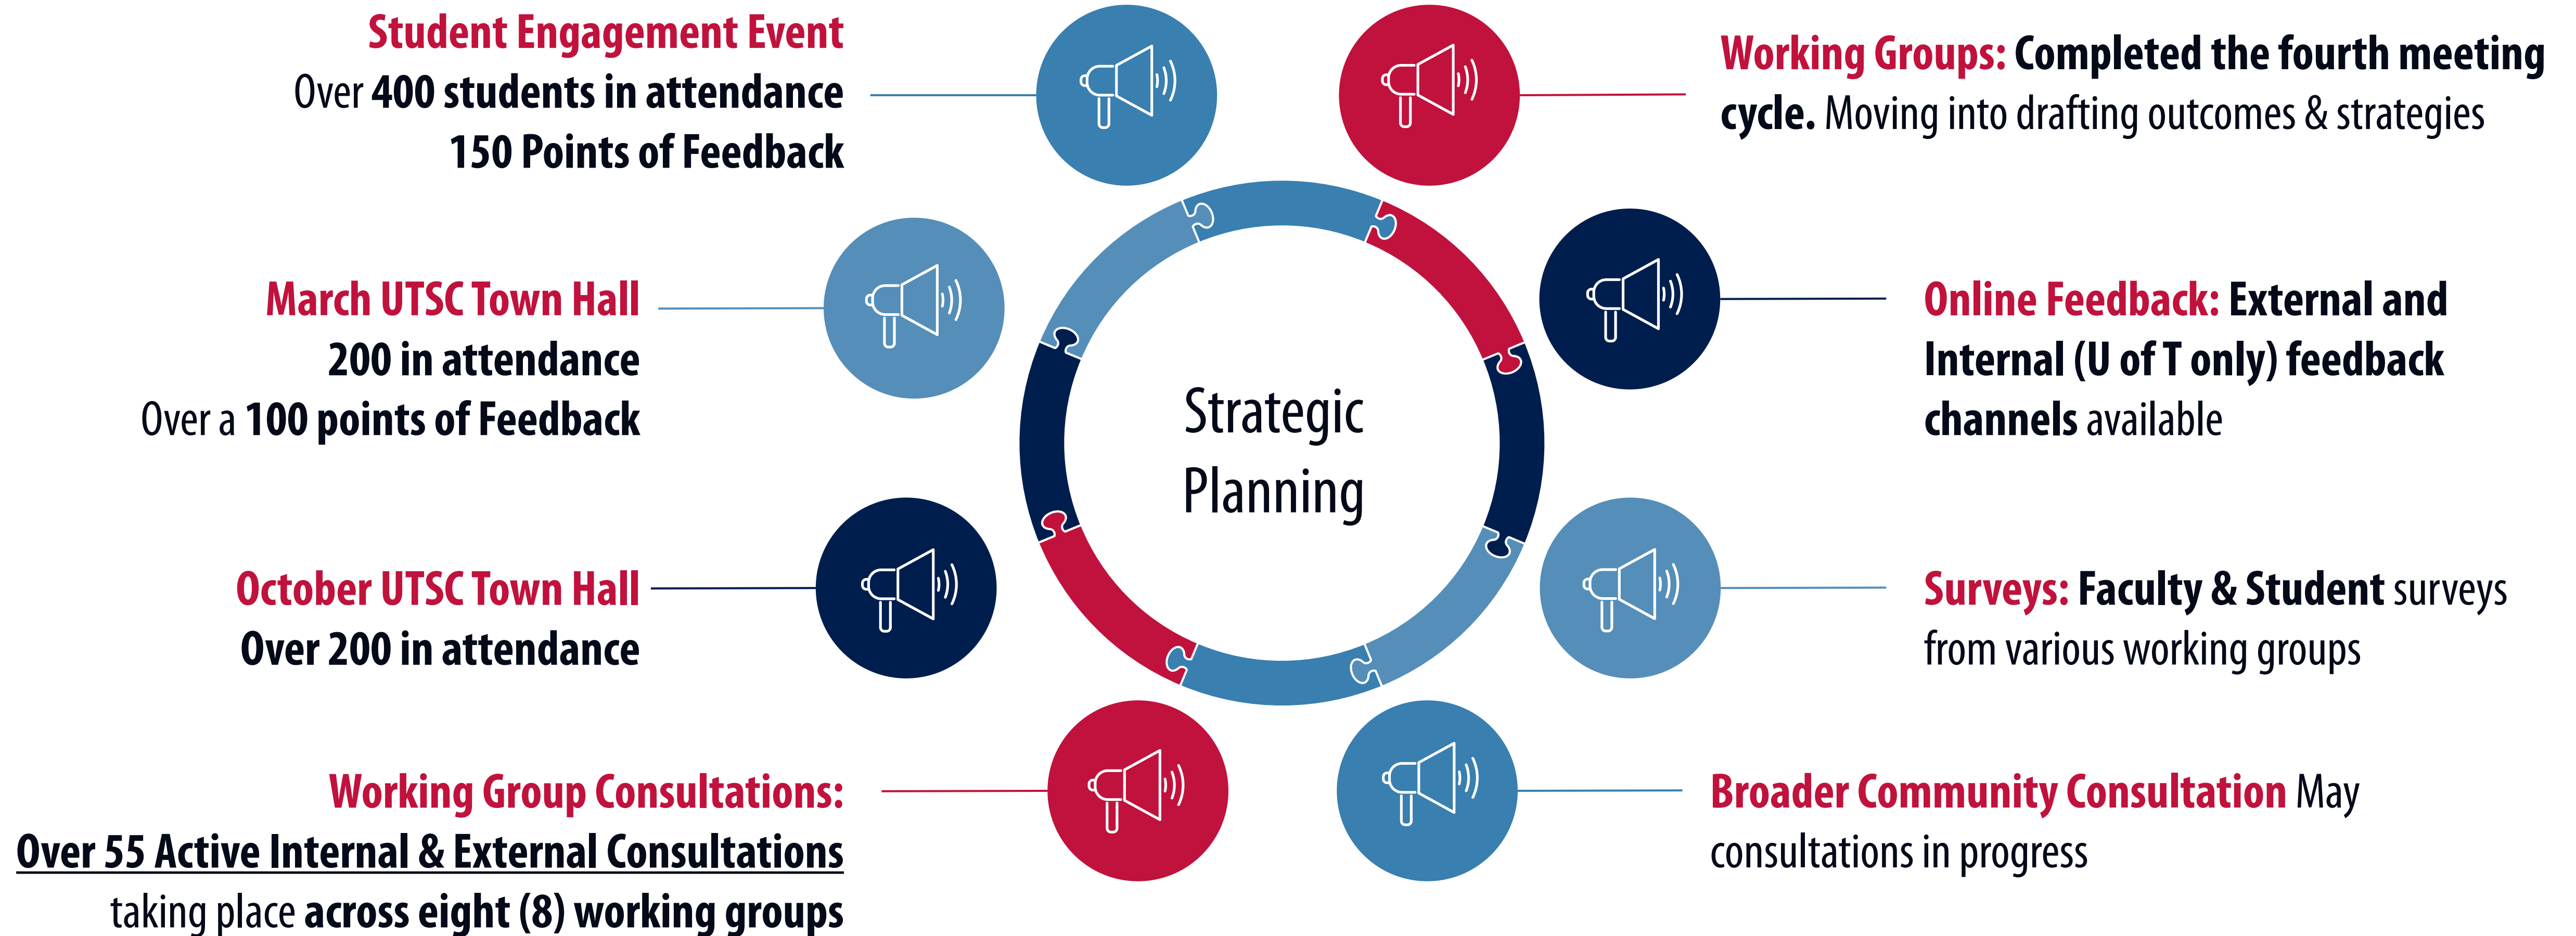 Student Engagement Event
Over 400 students in attendance
150 Points of Feedback
March UTSC Town Hall
200 in attendance
Over a 100 points of Feedback
October UTSC Town Hall
Over 200 in attendance
Working Group Consultations:
Over 55 Active Internal & External Consultations
taking place across eight (8) working groups
Strategic
Planning
Working Groups: Completed the fourth meeting
cycle. Moving into drafting outcomes & strategies
Online Feedback: External and
Internal (U of T only) feedback
channels available
Surveys: Faculty & Student surveys
from various working groups
Broader Community Consultation May
consultations in progress